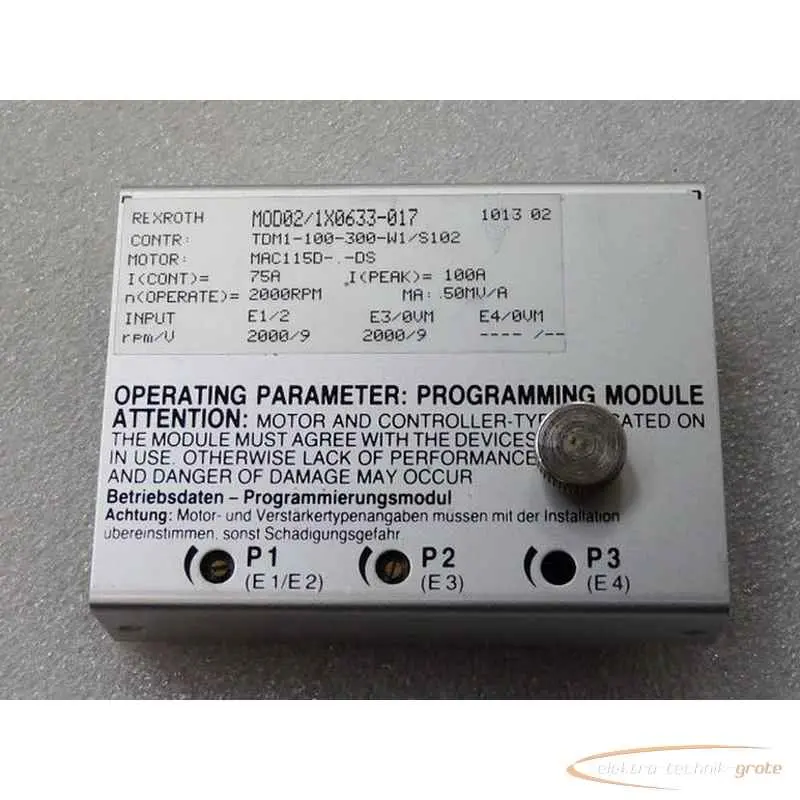 REXROTH MOD02/1X0633-017 1013 02
CONTR: TDM1-100-300-W1/S102
MOTOR: MAC115D-.-DS
I(CONT)= 75A I(PEAK)= 100A
n(OPERATE)= 2000RPM MA: .50MV/A
INPUT E1/2 E3/0VM E4/0VM
rpm/V 2000/9 2000/9 ---- /--
OPERATING PARAMETER: PROGRAMMING MODULE
ATTENTION: MOTOR AND CONTROLLER-TYP CATED ON
THE MODULE MUST AGREE WITH THE DEVICES
IN USE. OTHERWISE LACK OF PERFORMANCE
AND DANGER OF DAMAGE MAY OCCUR
Betriebsdaten – Programmierungsmodul
Achtung: Motor- und Verstärkertypenangaben müssen mit der Installation
übereinstimmen, sonst Schädigungsgefahr.
P1 P2 P3
(E1/E2) (E3) (E4)
elektro-technik-grote